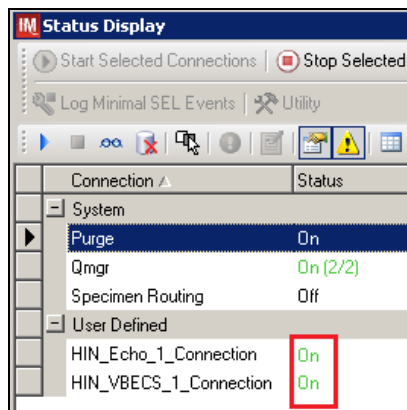 IM Status Display
Start Selected Connections Stop Selected
Log Minimal SEL Events Utility
Connection Status
System
Purge On
Qmgr On (2/2)
Specimen Routing Off
User Defined
HIN_Echo_1_Connection On
HIN_VBECS_1_Connection On